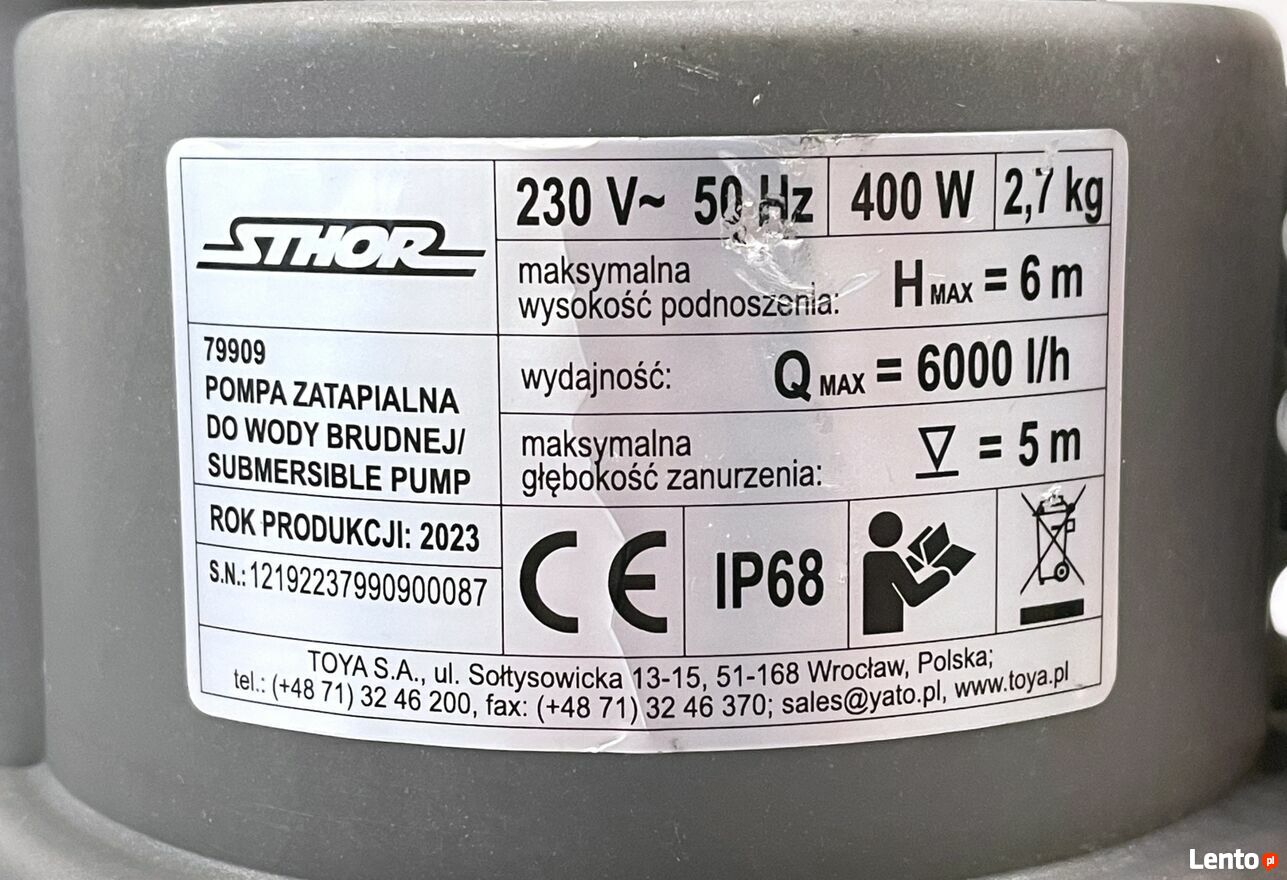 STHOR
79909
POMPA ZATAPIALNA
DO WODY BRUDNEJ/
SUBMERSIBLE PUMP
ROK PRODUKCJI: 2023
S.N.: 12192237990900087
230 V~ 50 Hz
400 W
2,7 kg
maksymalna
wysokość podnoszenia:
H MAX = 6 m
wydajność:
Q MAX = 6000 l/h
maksymalna
głębokość zanurzenia:
= 5 m
CE
IP68
TOYA S.A., ul. Sołtysowicka 13-15, 51-168 Wrocław, Polska;
tel.: (+48 71) 32 46 200, fax: (+48 71) 32 46 370; sales@yato.pl, www.toya.pl
Lento.pl